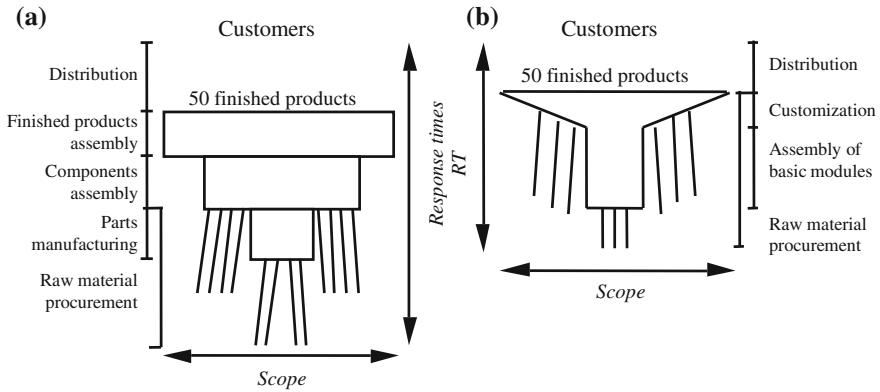 (a)
Customers
Distribution
50 finished products
Finished products
assembly
Components
assembly
Parts
manufacturing
Raw material
procurement
Response times
RT
Scope
(b)
Customers
50 finished products
Distribution
Customization
Assembly of
basic modules
Raw material
procurement
Scope